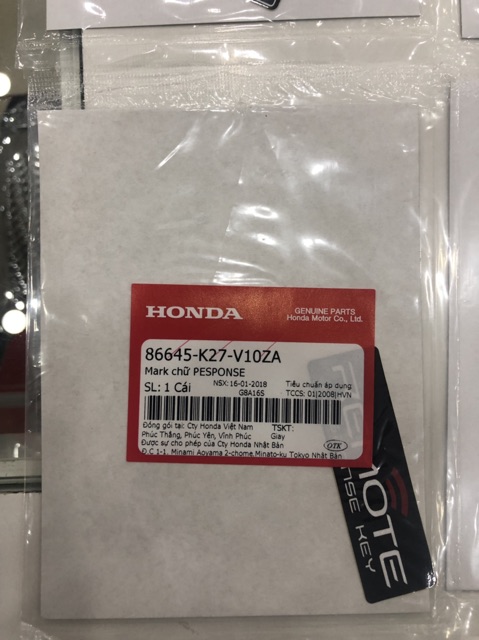 HONDA
GENUINE PARTS
Honda Motor Co., Ltd.
86645-K27-V10ZA
Mark chữ PESPONSE
SL: 1 Cái
NSX: 16-01-2018
G8A16S
Tiêu chuẩn áp dụng
TCCS: 01|2008|HVN
Đóng gói tại: Cty Honda Việt Nam
Phúc Thắng, Phúc Yên, Vĩnh Phúc
Được sự cho phép của Cty Honda Nhật Bản
Đ.C 1-1, Minami Aoyama 2-chome,Minato-ku Tokyo Nhật Bản
TSKT:
Giay
OTK
MOTE
NSE KEY